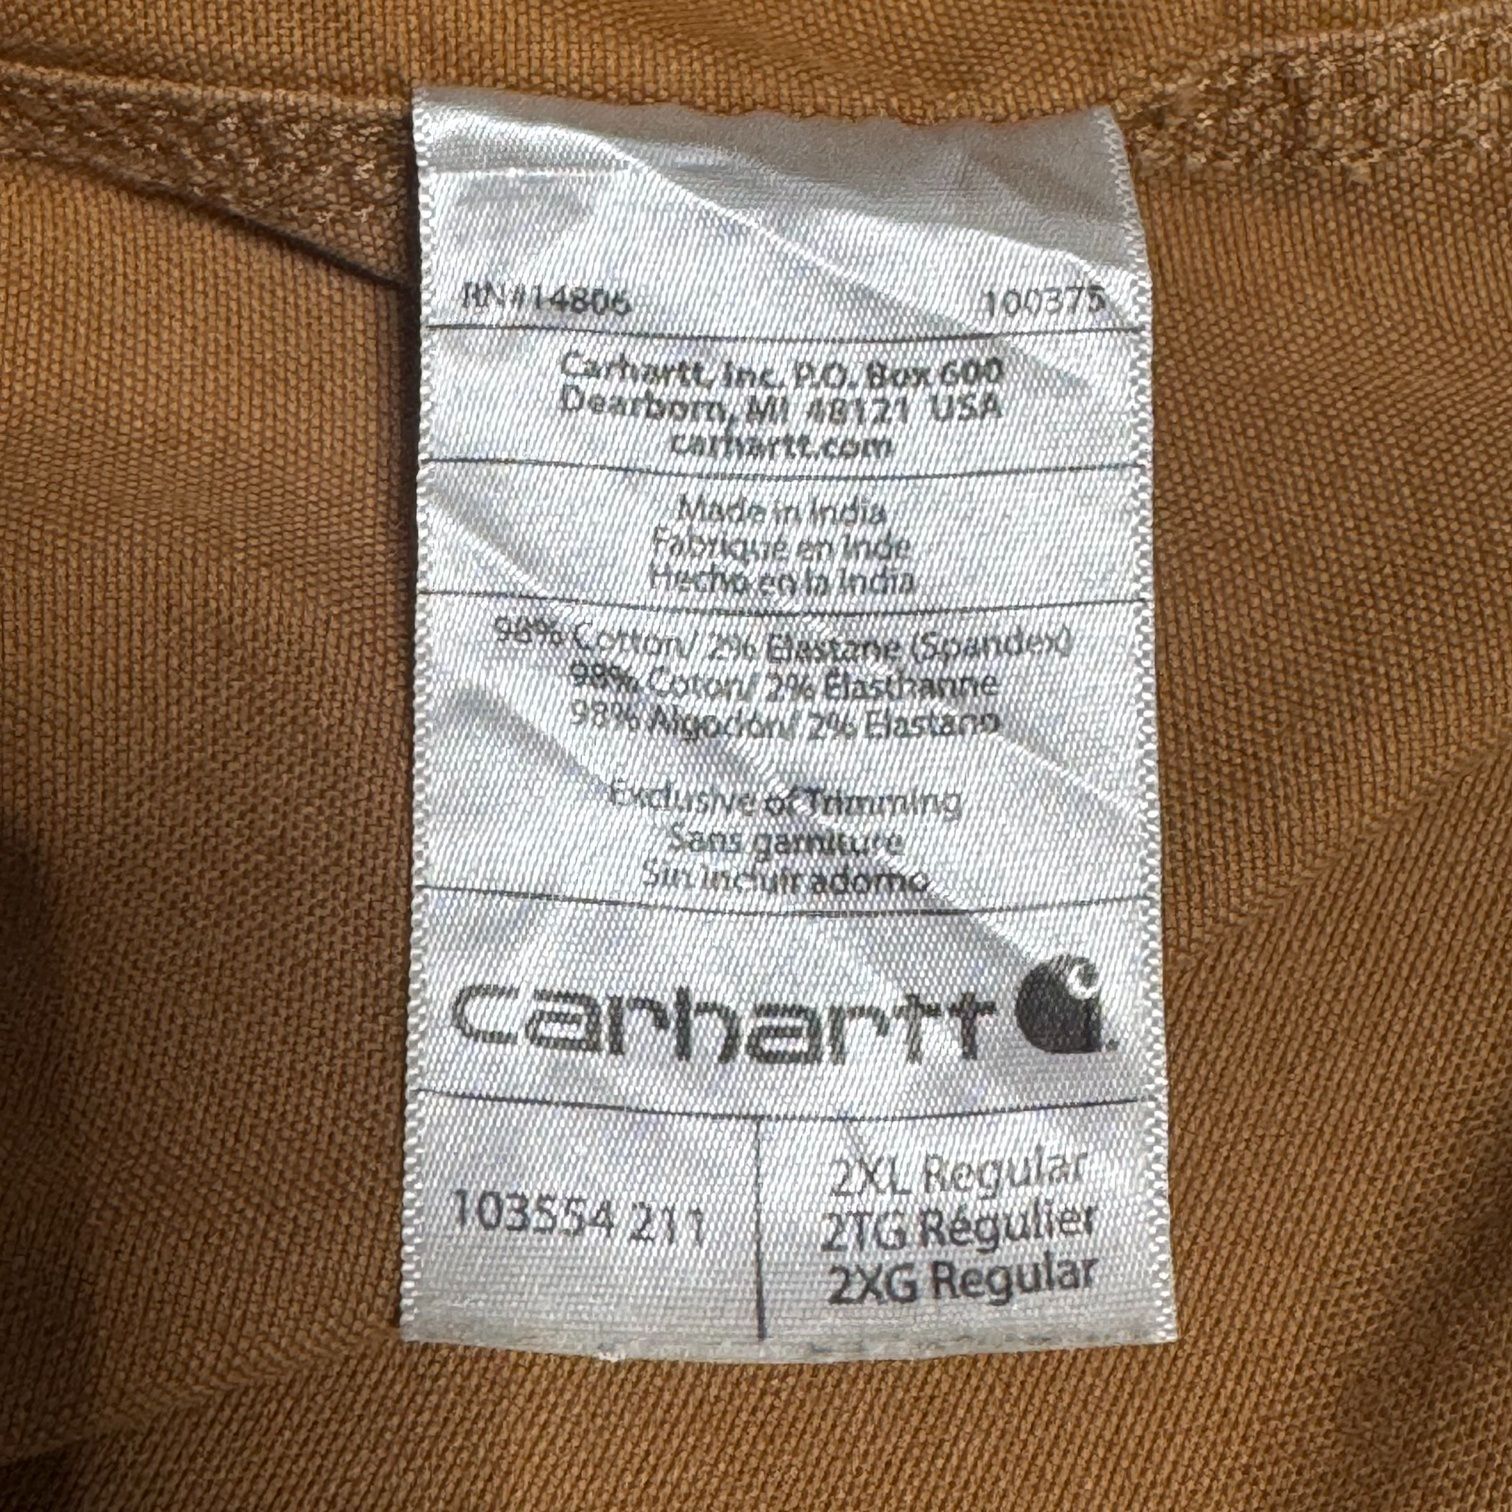 RN#14806 100375
Carhartt, Inc. P.O. Box 600
Dearborn, MI 48121 USA
carhartt.com
Made in India
Fabriqué en Inde
Hecho en la India
98% Cotton/ 2% Elastane (Spandex)
98% Coton/ 2% Élasthanne
98% Algodón/ 2% Elastano
Exclusive of Trimming
Sans garniture
Sin incluir adorno
carhartt
103554 211
2XL Regular
2TG Régulier
2XG Regular